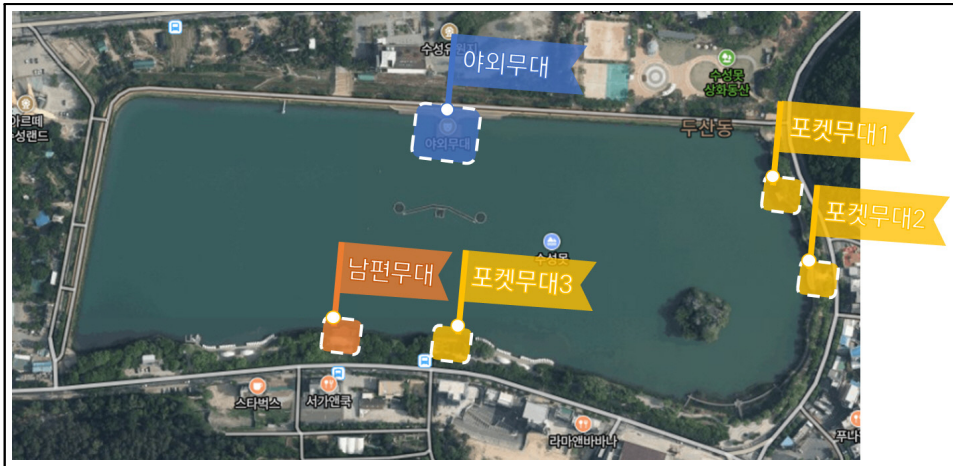 수성유원지
야외무대
수성못
상화동산
아르떼
성랜드
야외무대
두산동
포켓무대1
포켓무대2
수성못
남편무대
포켓무대3
스타벅스
서가앤쿡
라마앤바바나
푸나